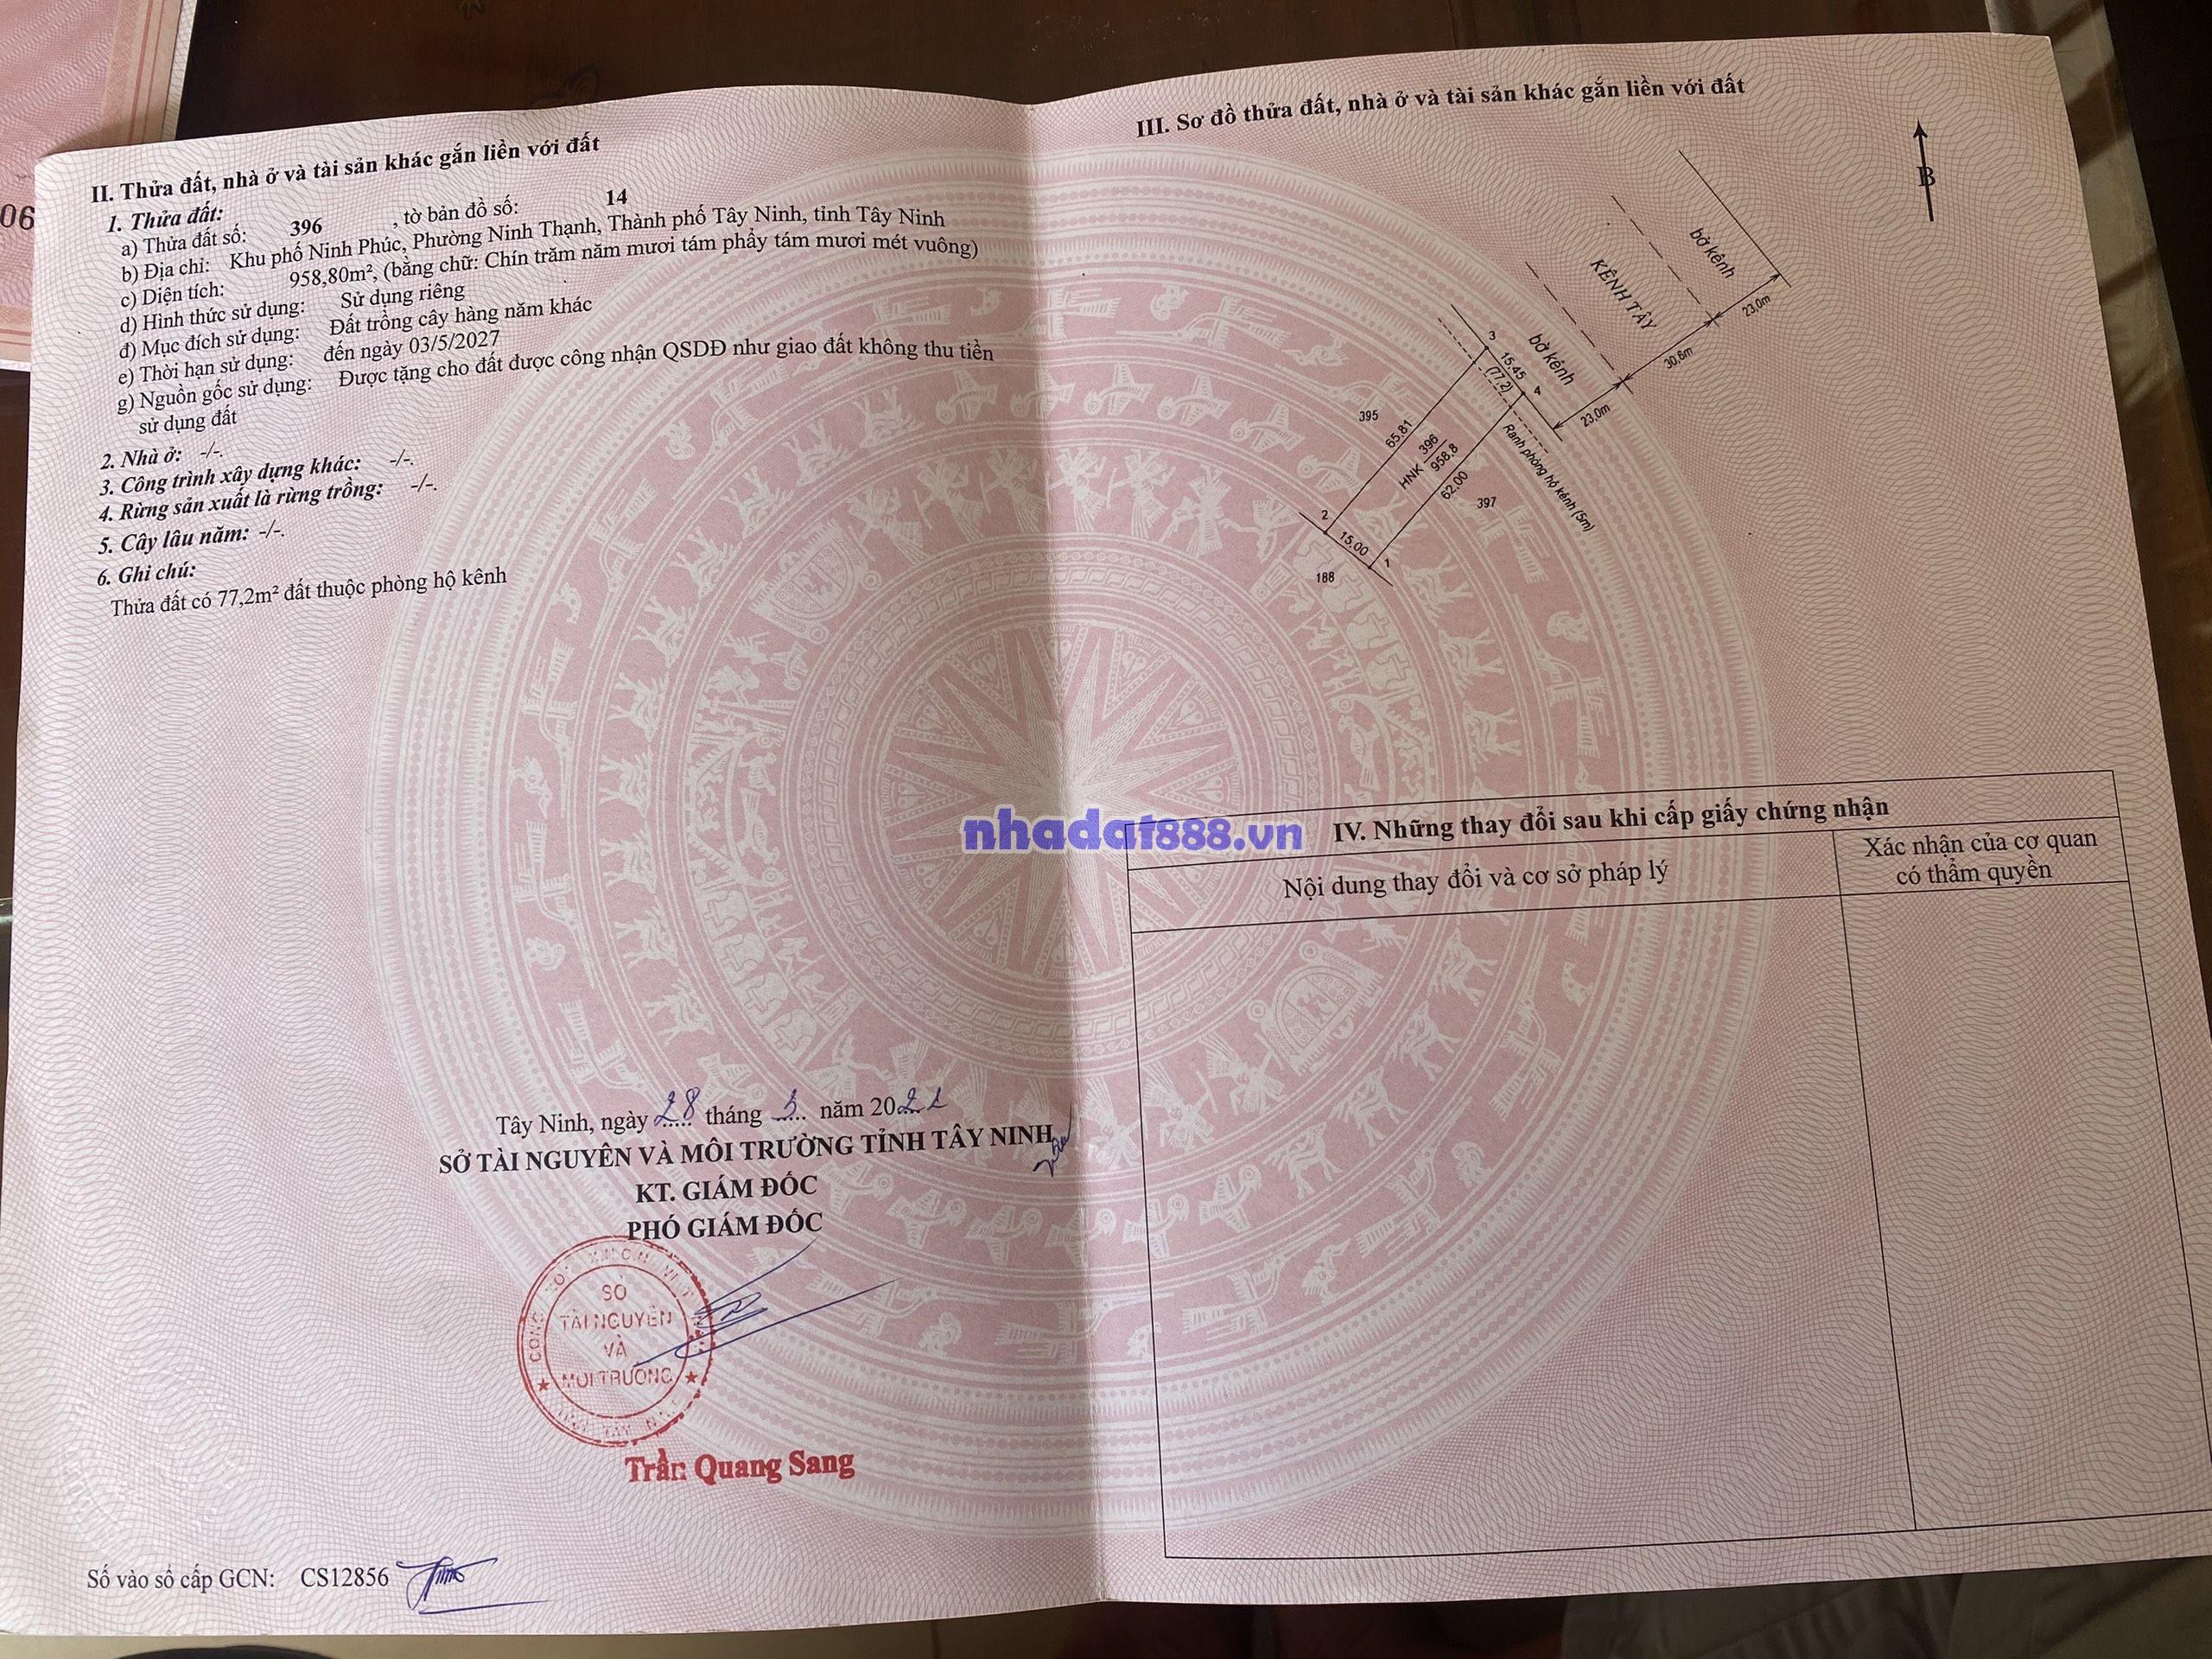 06
II. Thửa đất, nhà ở và tài sản khác gắn liền với đất
1. Thửa đất:
a) Thửa đất số: 396 , tờ bản đồ số: 14
b) Địa chỉ: Khu phố Ninh Phúc, Phường Ninh Thạnh, Thành phố Tây Ninh, tỉnh Tây Ninh
c) Diện tích: 958,80m², (bằng chữ: Chín trăm năm mươi tám phẩy tám mươi mét vuông)
d) Hình thức sử dụng: Sử dụng riêng
đ) Mục đích sử dụng: Đất trồng cây hàng năm khác
e) Thời hạn sử dụng: đến ngày 03/5/2027
g) Nguồn gốc sử dụng: Được tặng cho đất được công nhận QSDĐ như giao đất không thu tiền
sử dụng đất
2. Nhà ở: -/-.
3. Công trình xây dựng khác: -/-.
4. Rừng sản xuất là rừng trồng: -/-.
5. Cây lâu năm: -/-.
6. Ghi chú:
Thửa đất có 77,2m² đất thuộc phòng hộ kênh
Tây Ninh, ngày 28 tháng 3 năm 2021
SỞ TÀI NGUYÊN VÀ MÔI TRƯỜNG TỈNH TÂY NINH
KT. GIÁM ĐỐC
PHÓ GIÁM ĐỐC
SỞ
TÀI NGUYÊN
VÀ
MÔI TRƯỜNG
Trần Quang Sang
Số vào sổ cấp GCN: CS12856
III. Sơ đồ thửa đất, nhà ở và tài sản khác gắn liền với đất
B
bờ kênh
KÊNH TÂY
23,0m
30,6m
bờ kênh
23,0m
3
15,45
(77,2)
4
395
65,81
HNK
396
958,8
62,00
397
Ranh phòng hộ kênh (5m)
2
15,00
1
188
nhadat888.vn
IV. Những thay đổi sau khi cấp giấy chứng nhận
Nội dung thay đổi và cơ sở pháp lý
Xác nhận của cơ quan
có thẩm quyền